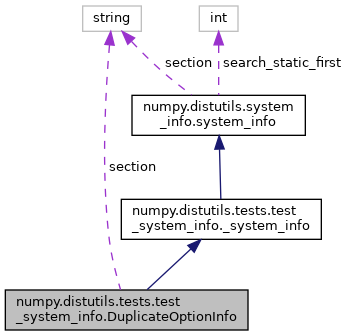 string
int
section
search_static_first
numpy.distutils.system
_info.system_info
section
numpy.distutils.tests.test
_system_info._system_info
numpy.distutils.tests.test
_system_info.DuplicateOptionInfo